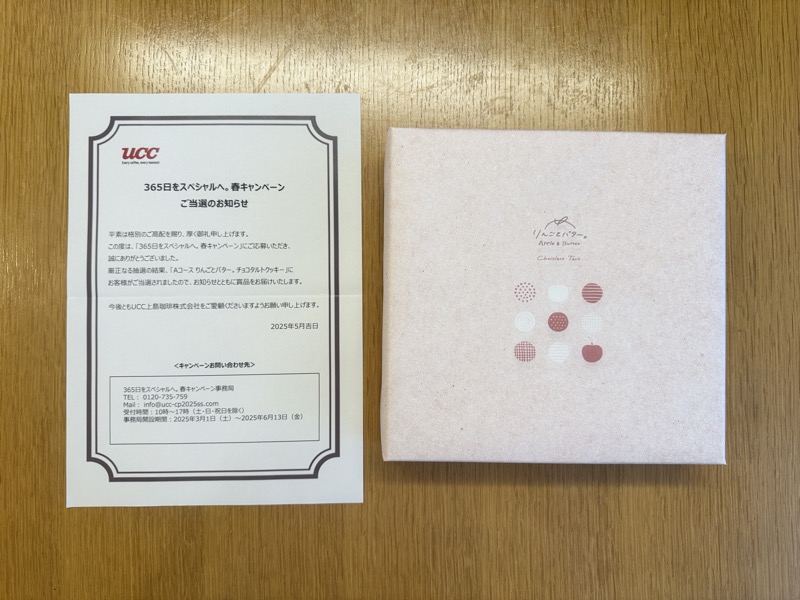 ucc
Every coffee, every moment.
365日をスペシャルへ。春キャンペーン
ご当選のお知らせ
平素は格別のご高配を賜り、厚く御礼申し上げます。
この度は、「365日をスペシャルへ。春キャンペーン」にご応募いただき、
誠にありがとうございました。
厳正なる抽選の結果、「Aコース りんごとバター。チョコタルトクッキー」に
お客様がご当選されましたので、お知らせとともに賞品をお届けいたします。
今後ともUCC上島珈琲株式会社をご愛顧くださいますようお願い申し上げます。
2025年5月吉日
<キャンペーンお問い合わせ先>
365日をスペシャルへ。春キャンペーン事務局
TEL： 0120-735-759
Mail： info@ucc-cp2025ss.com
受付時間：10時～17時（土・日・祝日を除く）
事務局開設期間：2025年3月1日（土）～2025年6月13日（金）
りんごとバター。
Apple & Butter
Chocolate Tart